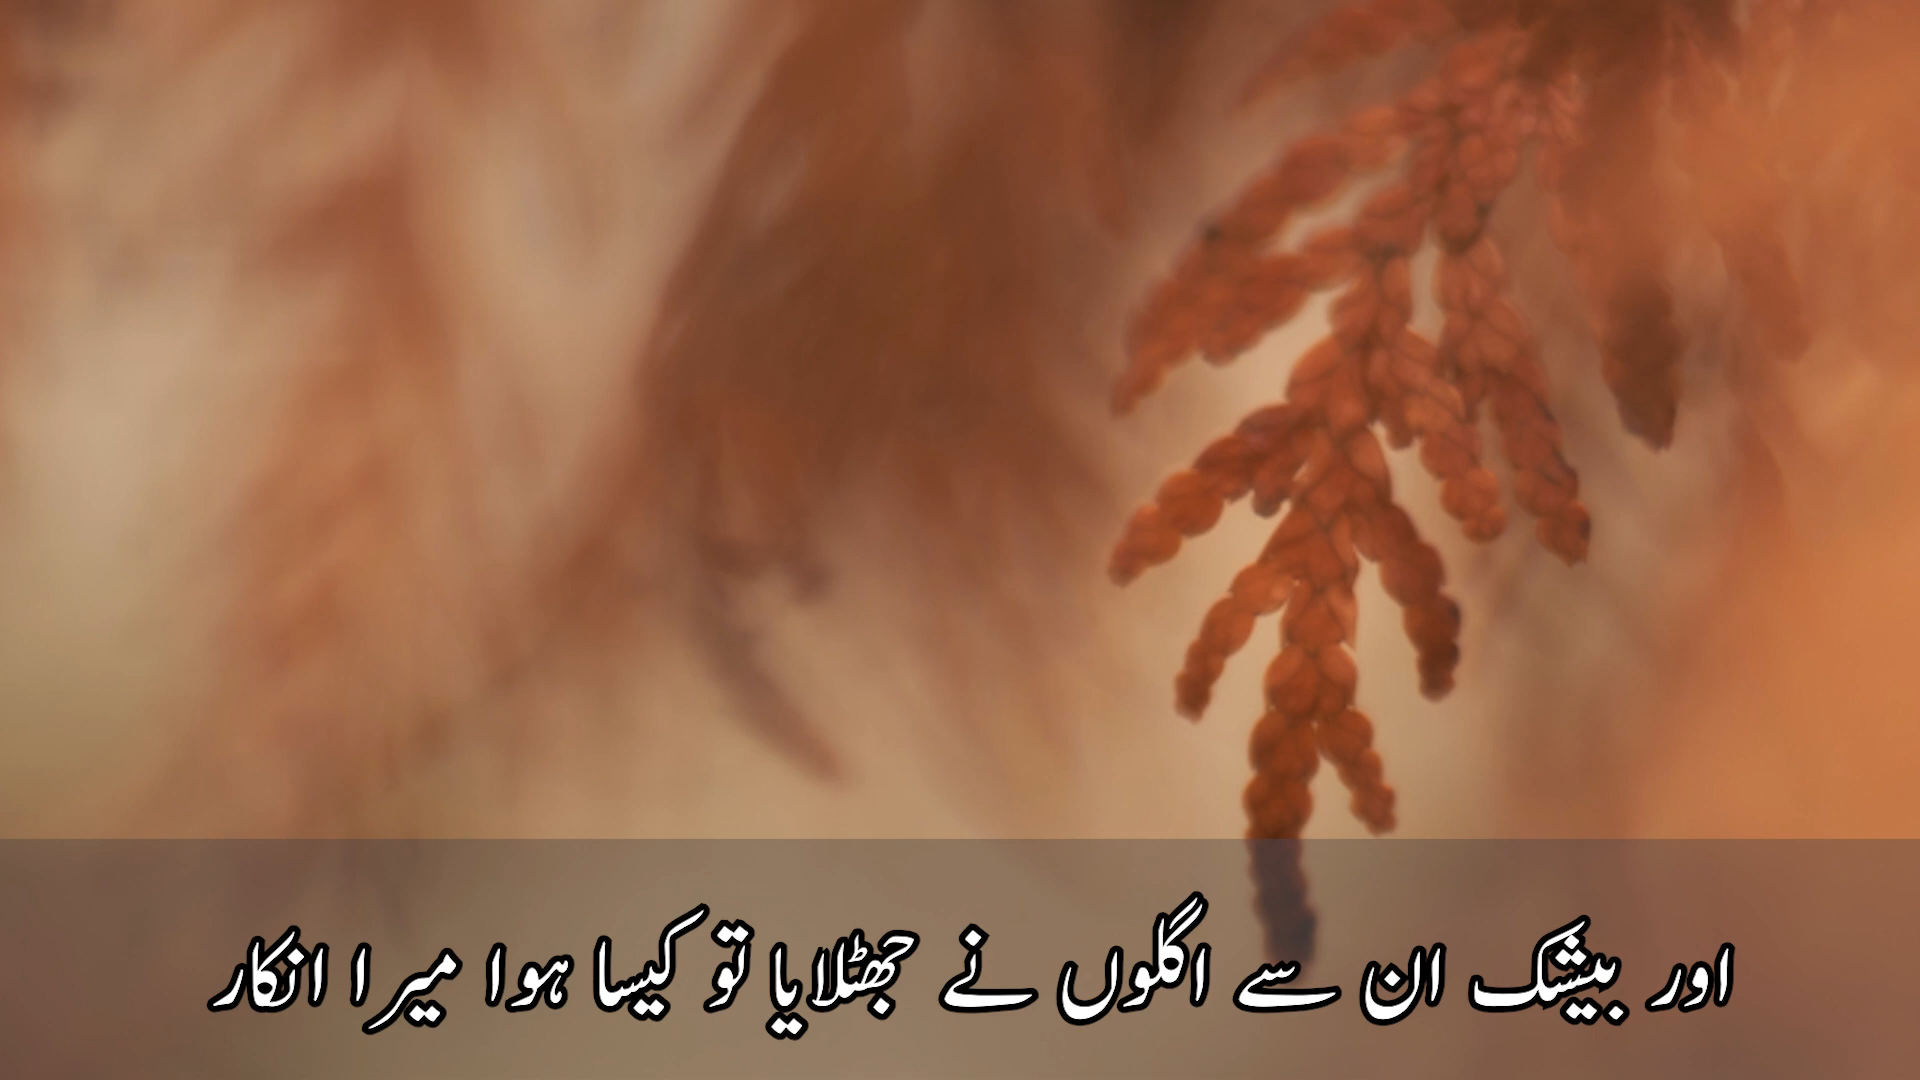 اور بیشک ان سے اگلوں نے جھٹلایا تو کیسا ہوا میرا انکار